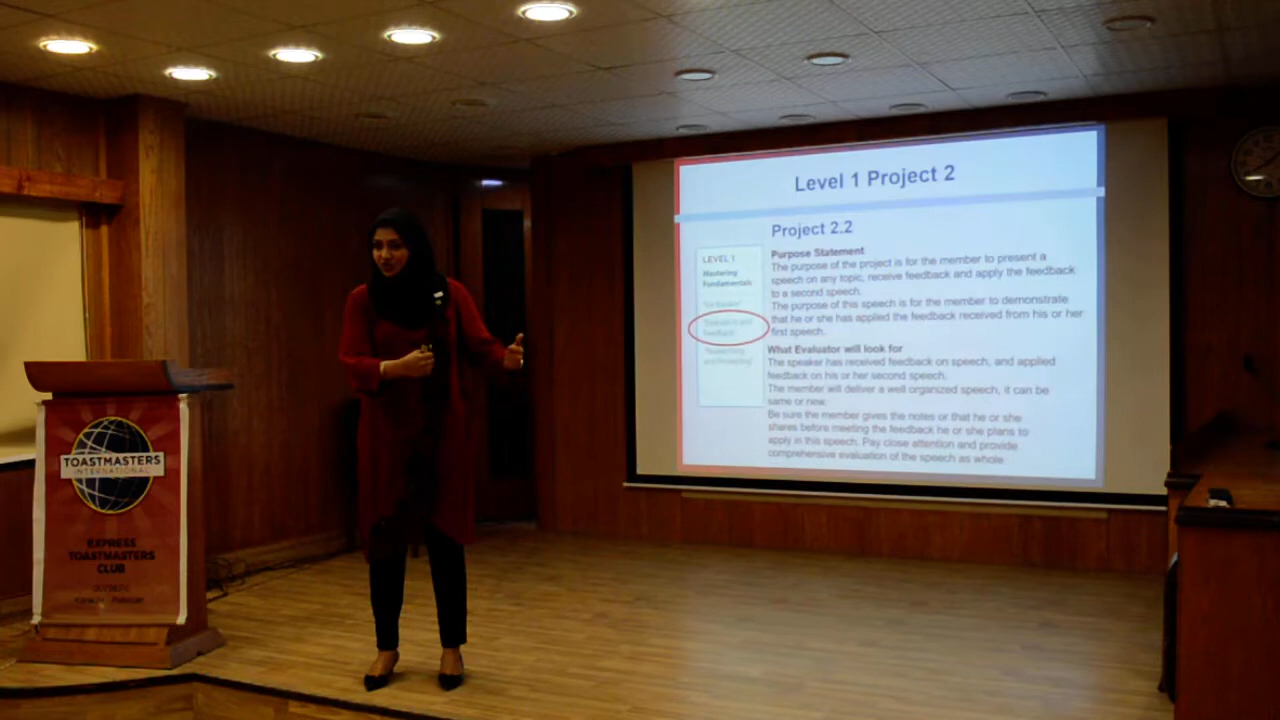 TOASTMASTERS
INTERNATIONAL
EXPRESS
TOASTMASTERS
CLUB
Pakistan
Level 1 Project 2
Project 2.2
LEVEL 1
Mastering
Fundamentals
Purpose Statement
The purpose of the project is for the member to present a
speech on any topic, receive feedback and apply the feedback
to a second speech.
The purpose of this speech is for the member to demonstrate
that he or she has applied the feedback received from his or her
first speech.
What Evaluator will look for
The speaker has received feedback on speech, and applied
feedback on his or her second speech.
The member will deliver a well organized speech, it can be
same or new.
Be sure the member gives the notes or that he or she
shares before meeting the feedback he or she plans to
apply in this speech. Pay close attention and provide
comprehensive evaluation of the speech as whole